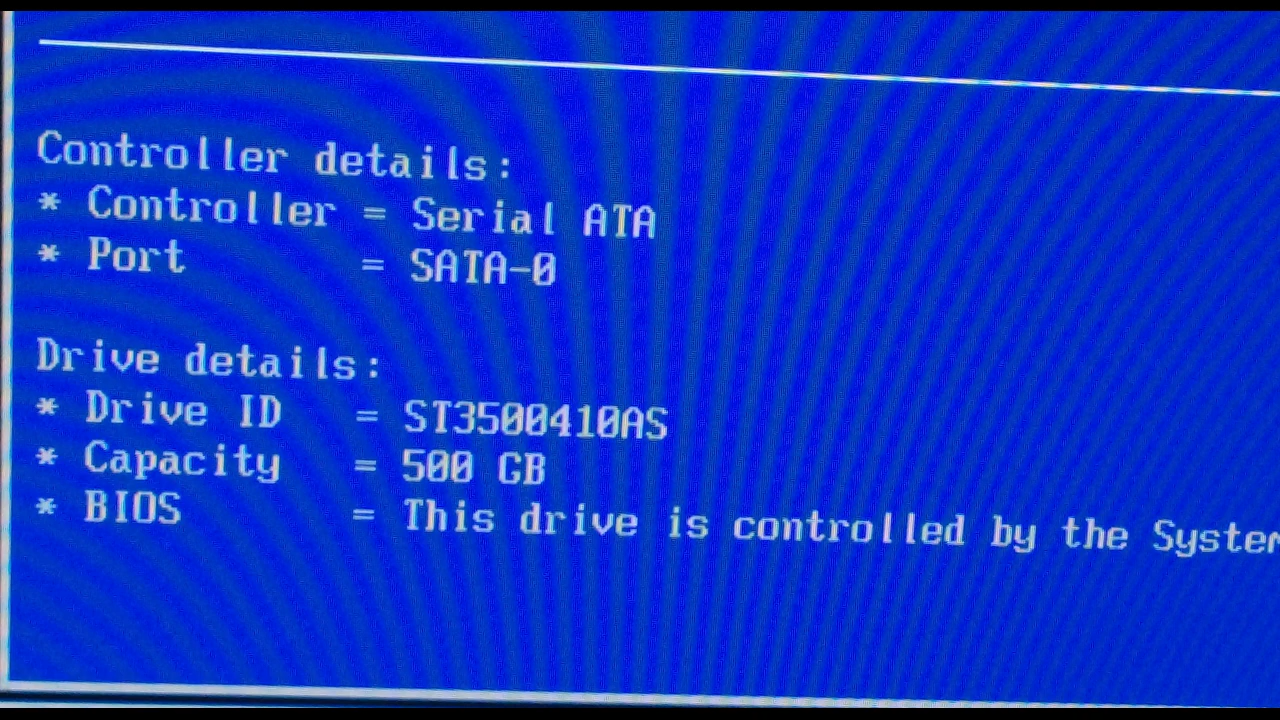 Controller details:
* Controller = Serial ATA
* Port = SATA-0
Drive details:
* Drive ID = ST3500410AS
* Capacity = 500 GB
* BIOS = This drive is controlled by the